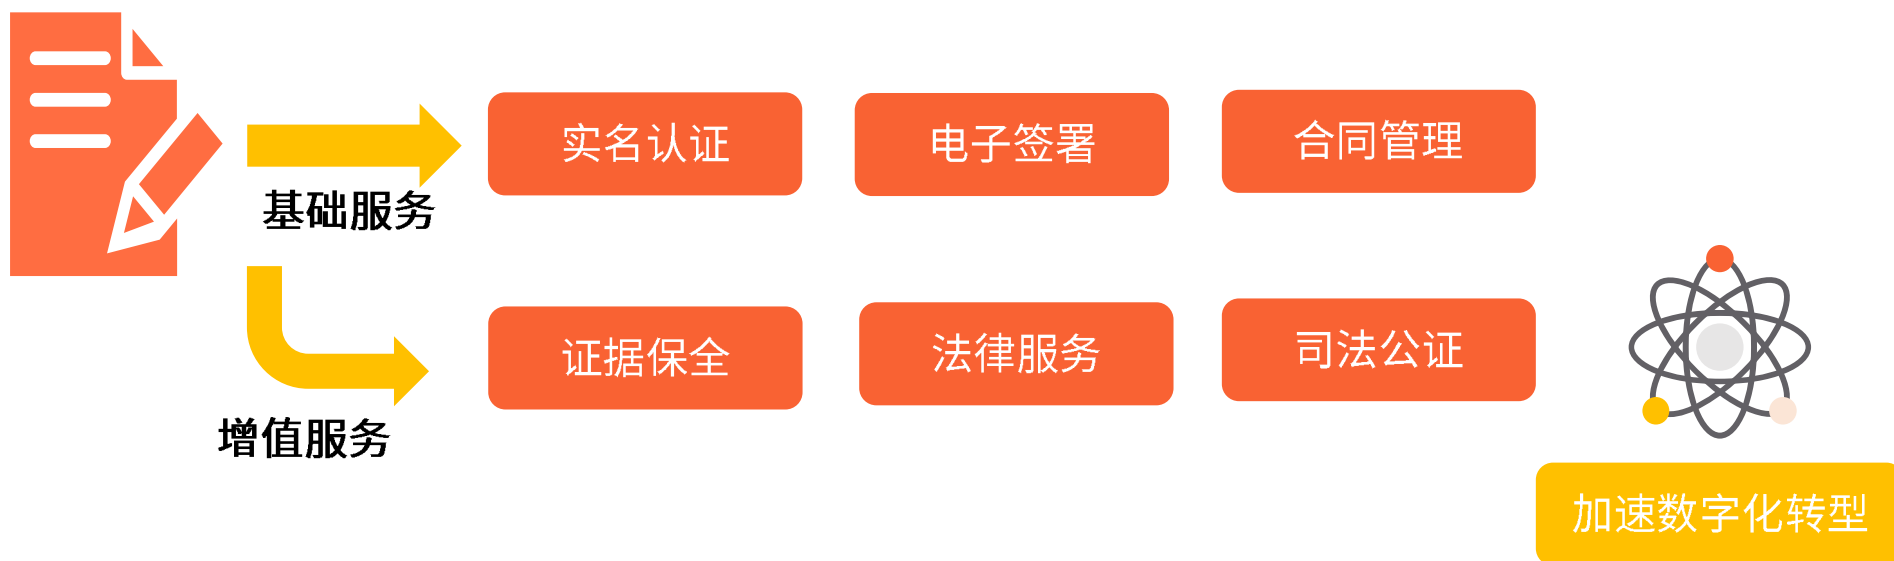 基础服务
实名认证
电子签署
合同管理
增值服务
证据保全
法律服务
司法公证
加速数字化转型